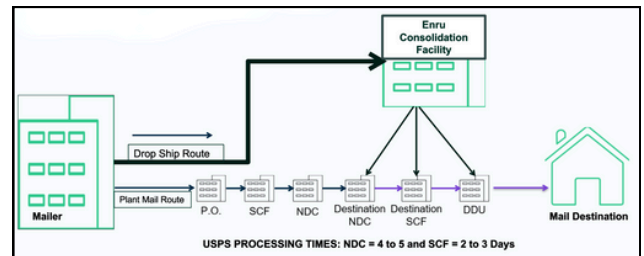 Enru
Consolidation
Facility
Drop Ship Route
Plant Mail Route
Mailer
P.O.
SCF
NDC
Destination
NDC
Destination
SCF
DDU
Mail Destination
USPS PROCESSING TIMES: NDC = 4 to 5 and SCF = 2 to 3 Days